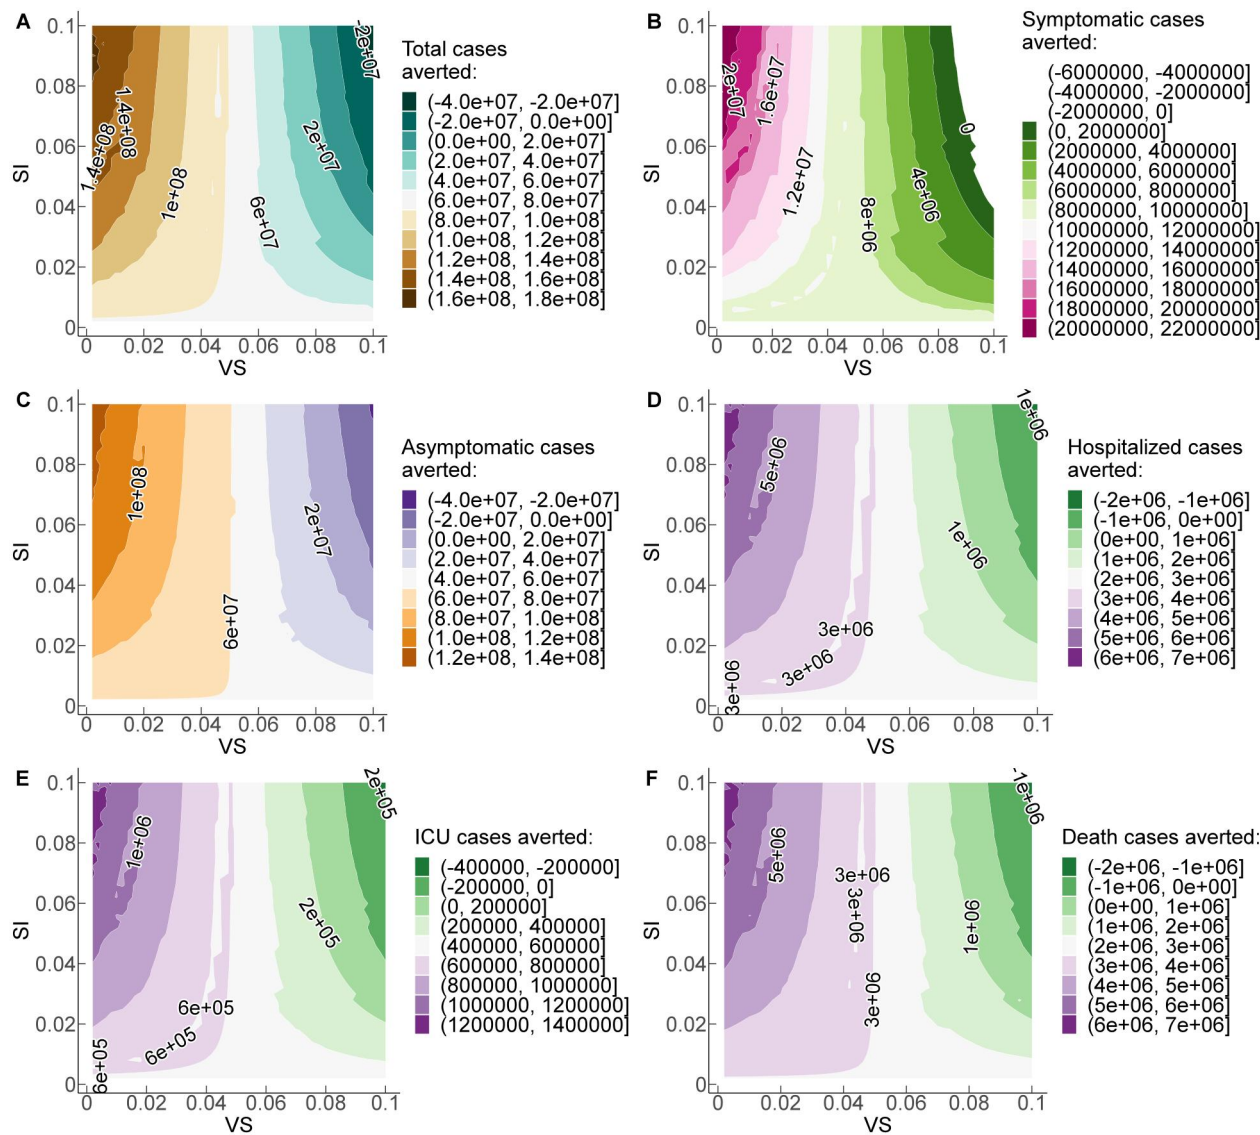 A
0.1
0.08
0.06
0.04
0.02
0
SI
0
0.02
0.04
0.06
0.08
0.1
VS
1.4e+08
1.4e+08
1e+08
6e+07
2e+07
-2e+07
Total cases
averted:
(-4.0e+07, -2.0e+07]
(-2.0e+07, 0.0e+00]
(0.0e+00, 2.0e+07]
(2.0e+07, 4.0e+07]
(4.0e+07, 6.0e+07]
(6.0e+07, 8.0e+07]
(8.0e+07, 1.0e+08]
(1.0e+08, 1.2e+08]
(1.2e+08, 1.4e+08]
(1.4e+08, 1.6e+08]
(1.6e+08, 1.8e+08]
B
0.1
0.08
0.06
0.04
0.02
0
SI
0
0.02
0.04
0.06
0.08
0.1
VS
2e+07
1.6e+07
1.2e+07
8e+06
4e+06
0
Symptomatic cases
averted:
(-6000000, -4000000]
(-4000000, -2000000]
(-2000000, 0]
(0, 2000000]
(2000000, 4000000]
(4000000, 6000000]
(6000000, 8000000]
(8000000, 10000000]
(10000000, 12000000]
(12000000, 14000000]
(14000000, 16000000]
(16000000, 18000000]
(18000000, 20000000]
(20000000, 22000000]
C
0.1
0.08
0.06
0.04
0.02
0
SI
0
0.02
0.04
0.06
0.08
0.1
VS
1e+08
6e+07
2e+07
Asymptomatic cases
averted:
(-4.0e+07, -2.0e+07]
(-2.0e+07, 0.0e+00]
(0.0e+00, 2.0e+07]
(2.0e+07, 4.0e+07]
(4.0e+07, 6.0e+07]
(6.0e+07, 8.0e+07]
(8.0e+07, 1.0e+08]
(1.0e+08, 1.2e+08]
(1.2e+08, 1.4e+08]
D
0.1
0.08
0.06
0.04
0.02
0
SI
0
0.02
0.04
0.06
0.08
0.1
VS
5e+06
3e+06
3e+06
3e+06
1e+06
1e+06
Hospitalized cases
averted:
(-2e+06, -1e+06]
(-1e+06, 0e+00]
(0e+00, 1e+06]
(1e+06, 2e+06]
(2e+06, 3e+06]
(3e+06, 4e+06]
(4e+06, 5e+06]
(5e+06, 6e+06]
(6e+06, 7e+06]
E
0.1
0.08
0.06
0.04
0.02
0
SI
0
0.02
0.04
0.06
0.08
0.1
VS
1e+06
6e+05
6e+05
6e+05
2e+05
2e+05
ICU cases averted:
(-400000, -200000]
(-200000, 0]
(0, 200000]
(200000, 400000]
(400000, 600000]
(600000, 800000]
(800000, 1000000]
(1000000, 1200000]
(1200000, 1400000]
F
0.1
0.08
0.06
0.04
0.02
0
SI
0
0.02
0.04
0.06
0.08
0.1
VS
5e+06
3e+06
3e+06
3e+06
1e+06
-1e+06
Death cases averted:
(-2e+06, -1e+06]
(-1e+06, 0e+00]
(0e+00, 1e+06]
(1e+06, 2e+06]
(2e+06, 3e+06]
(3e+06, 4e+06]
(4e+06, 5e+06]
(5e+06, 6e+06]
(6e+06, 7e+06]